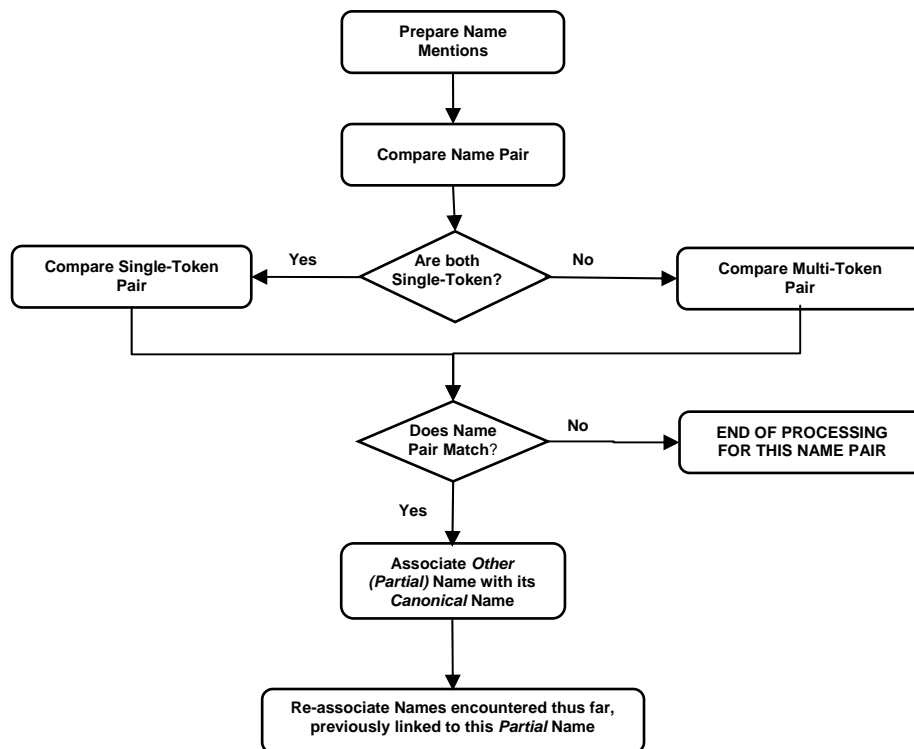 Prepare Name
Mentions
Compare Name Pair
Are both
Single-Token?
Yes
No
Compare Single-Token
Pair
Compare Multi-Token
Pair
Does Name
Pair Match?
No
END OF PROCESSING
FOR THIS NAME PAIR
Yes
Associate Other
(Partial) Name with its
Canonical Name
Re-associate Names encountered thus far,
previously linked to this Partial Name